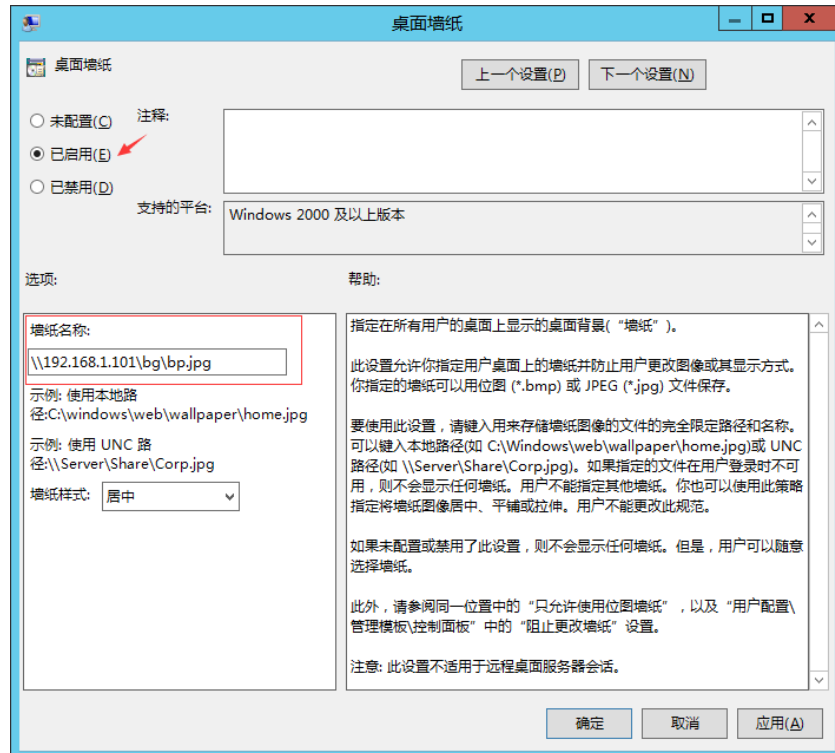 桌面墙纸
桌面墙纸
上一个设置(P)
下一个设置(N)
未配置(C)
注释:
已启用(E)
已禁用(D)
支持的平台:
Windows 2000 及以上版本
选项:
帮助:
墙纸名称:
\\192.168.1.101\bg\bp.jpg
示例: 使用本地路
径:C:\windows\web\wallpaper\home.jpg
示例: 使用 UNC 路
径:\\Server\Share\Corp.jpg
墙纸样式:
居中
指定在所有用户的桌面上显示的桌面背景(“墙纸”)。
此设置允许你指定用户桌面上的墙纸并防止用户更改图像或其显示方式。
你指定的墙纸可以用位图 (*.bmp) 或 JPEG (*.jpg) 文件保存。
要使用此设置，请键入用来存储墙纸图像的文件的完全限定路径和名称。
可以键入本地路径(如 C:\Windows\web\wallpaper\home.jpg)或 UNC
路径(如 \\Server\Share\Corp.jpg)。如果指定的文件在用户登录时不可
用，则不会显示任何墙纸。用户不能指定其他墙纸。你也可以使用此策略
指定将墙纸图像居中、平铺或拉伸。用户不能更改此规范。
如果未配置或禁用了此设置，则不会显示任何墙纸。但是，用户可以随意
选择墙纸。
此外，请参阅同一位置中的“只允许使用位图墙纸”，以及“用户配置\
管理模板\控制面板”中的“阻止更改墙纸”设置。
注意: 此设置不适用于远程桌面服务器会话。
确定
取消
应用(A)